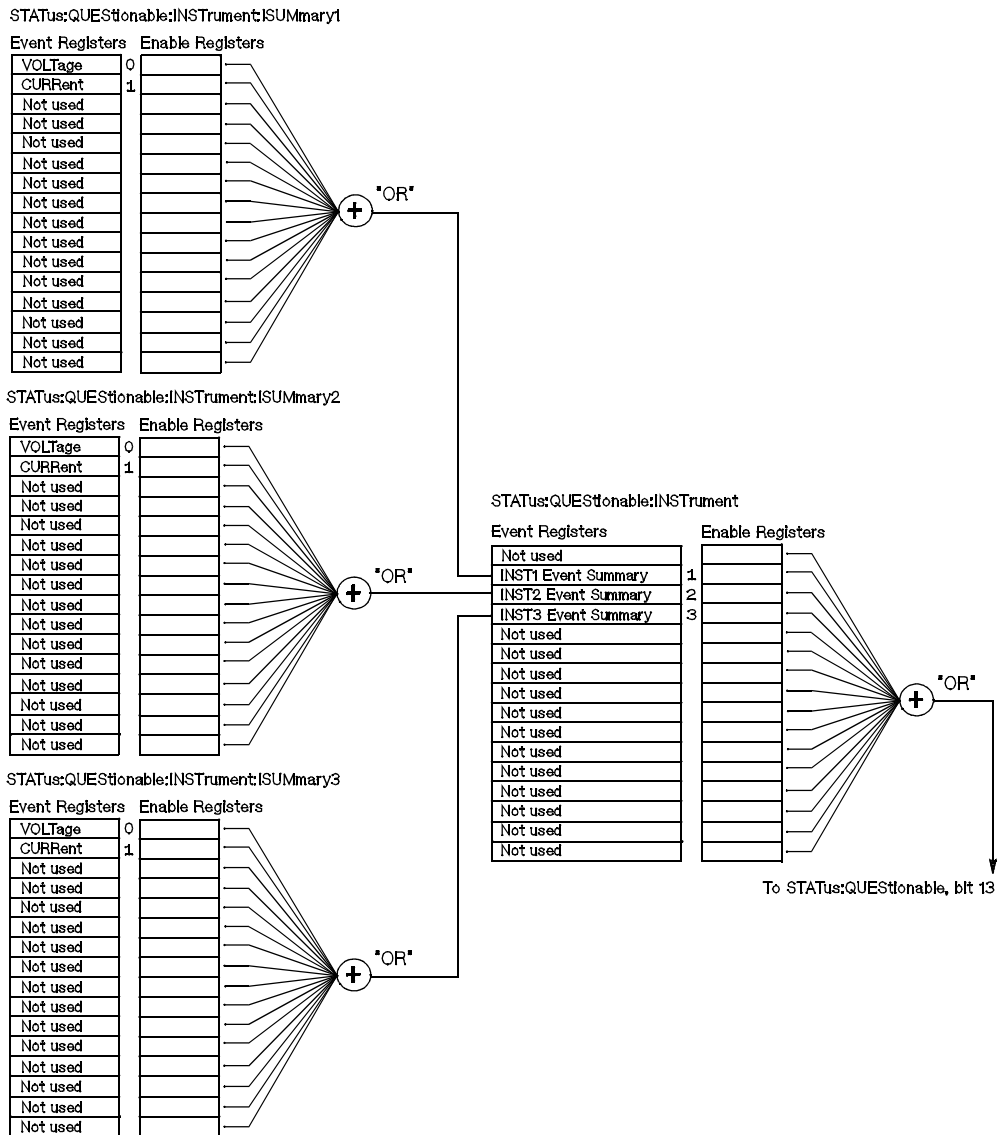 STATus:QUEStionable:INSTrument:ISUMmary1
Event Registers Enable Registers
VOLTage 0
CURRent 1
Not used
Not used
Not used
Not used
Not used
Not used
Not used
Not used
Not used
Not used
Not used
Not used
Not used
Not used
"OR"
+
STATus:QUEStionable:INSTrument:ISUMmary2
Event Registers Enable Registers
VOLTage 0
CURRent 1
Not used
Not used
Not used
Not used
Not used
Not used
Not used
Not used
Not used
Not used
Not used
Not used
Not used
Not used
"OR"
+
STATus:QUEStionable:INSTrument:ISUMmary3
Event Registers Enable Registers
VOLTage 0
CURRent 1
Not used
Not used
Not used
Not used
Not used
Not used
Not used
Not used
Not used
Not used
Not used
Not used
Not used
Not used
"OR"
+
STATus:QUEStionable:INSTrument
Event Registers Enable Registers
Not used
INST1 Event Summary 1
INST2 Event Summary 2
INST3 Event Summary 3
Not used
Not used
Not used
Not used
Not used
Not used
Not used
Not used
Not used
Not used
Not used
Not used
"OR"
+
To STATus:QUEStionable, bit 13